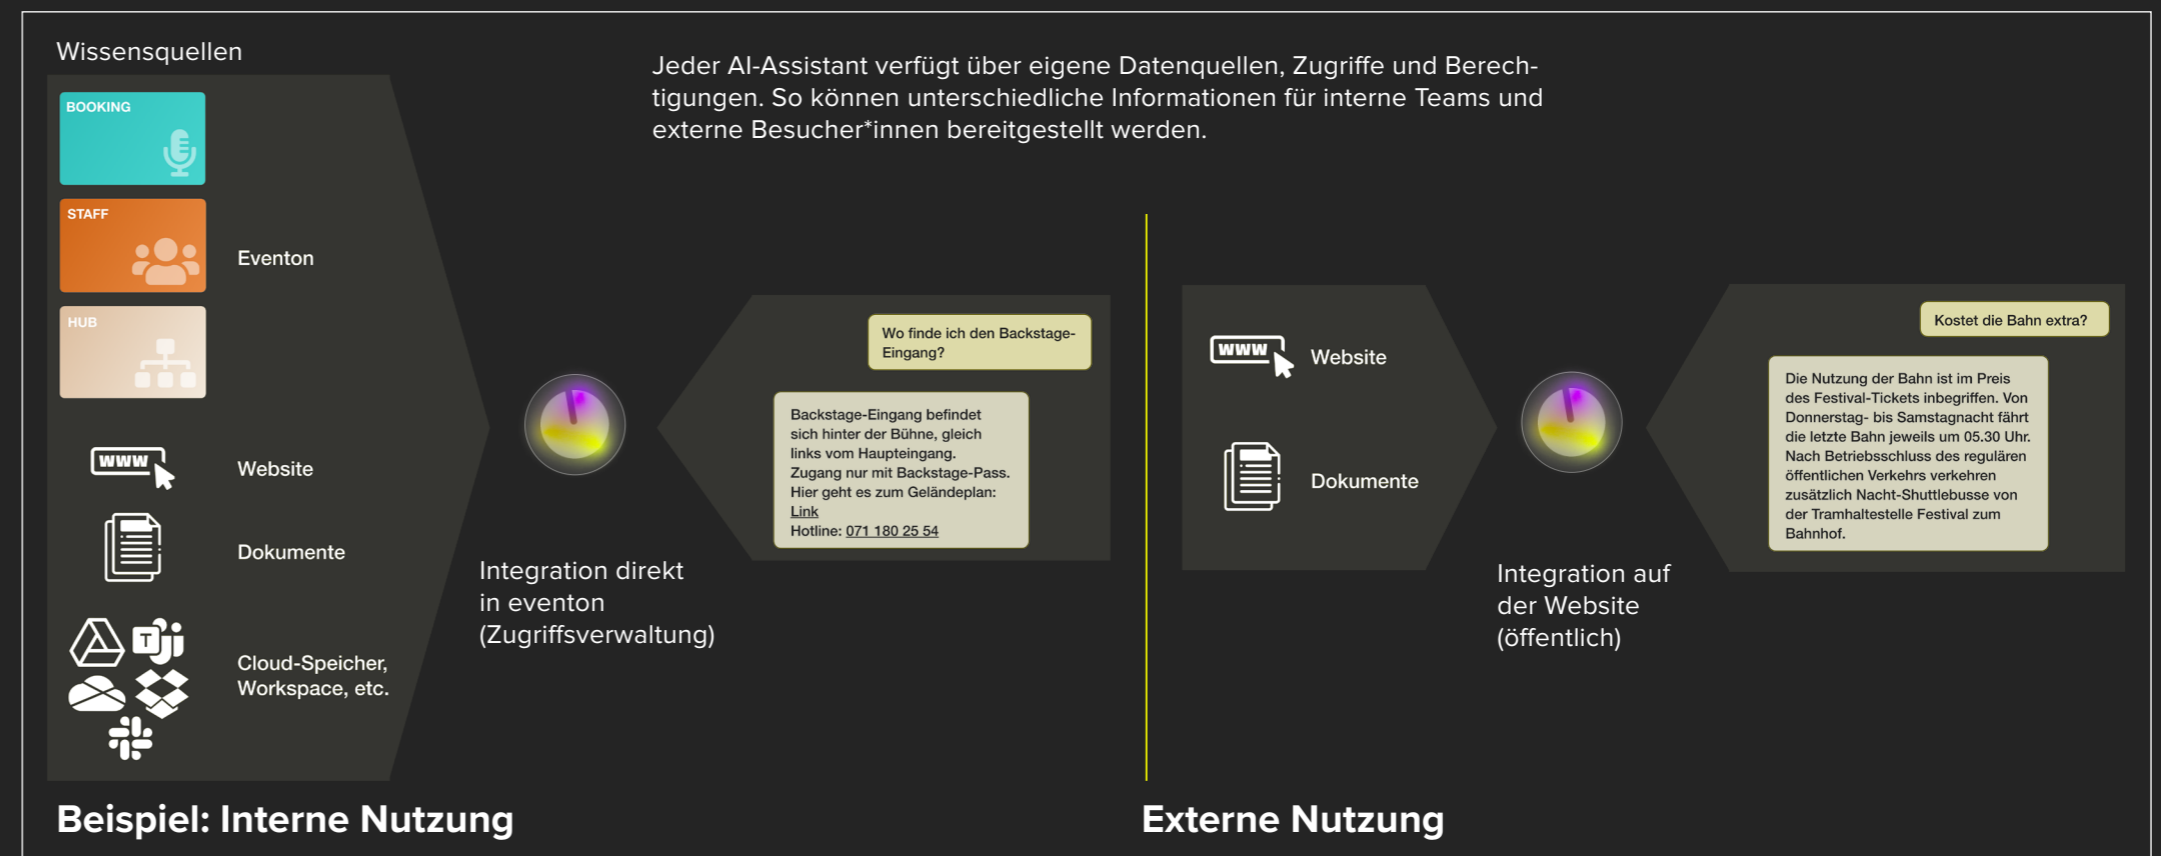 Wissensquellen
Jeder AI-Assistant verfügt über eigene Datenquellen, Zugriffe und Berech-
tigungen. So können unterschiedliche Informationen für interne Teams und
externe Besucher*innen bereitgestellt werden.
BOOKING
STAFF
Eventon
HUB
WWW
Website
Dokumente
T
Cloud-Speicher,
Workspace, etc.
Integration direkt
in eventon
(Zugriffsverwaltung)
Wo finde ich den Backstage-
Eingang?
Backstage-Eingang befindet
sich hinter der Bühne, gleich
links vom Haupteingang.
Zugang nur mit Backstage-Pass.
Hier geht es zum Geländeplan:
Link
Hotline: 071 180 25 54
Beispiel: Interne Nutzung
WWW
Website
Dokumente
Integration auf
der Website
(öffentlich)
Kostet die Bahn extra?
Die Nutzung der Bahn ist im Preis
des Festival-Tickets inbegriffen. Von
Donnerstag- bis Samstagnacht fährt
die letzte Bahn jeweils um 05.30 Uhr.
Nach Betriebsschluss des regulären
öffentlichen Verkehrs verkehren
zusätzlich Nacht-Shuttlebusse von
der Tramhaltestelle Festival zum
Bahnhof.
Externe Nutzung